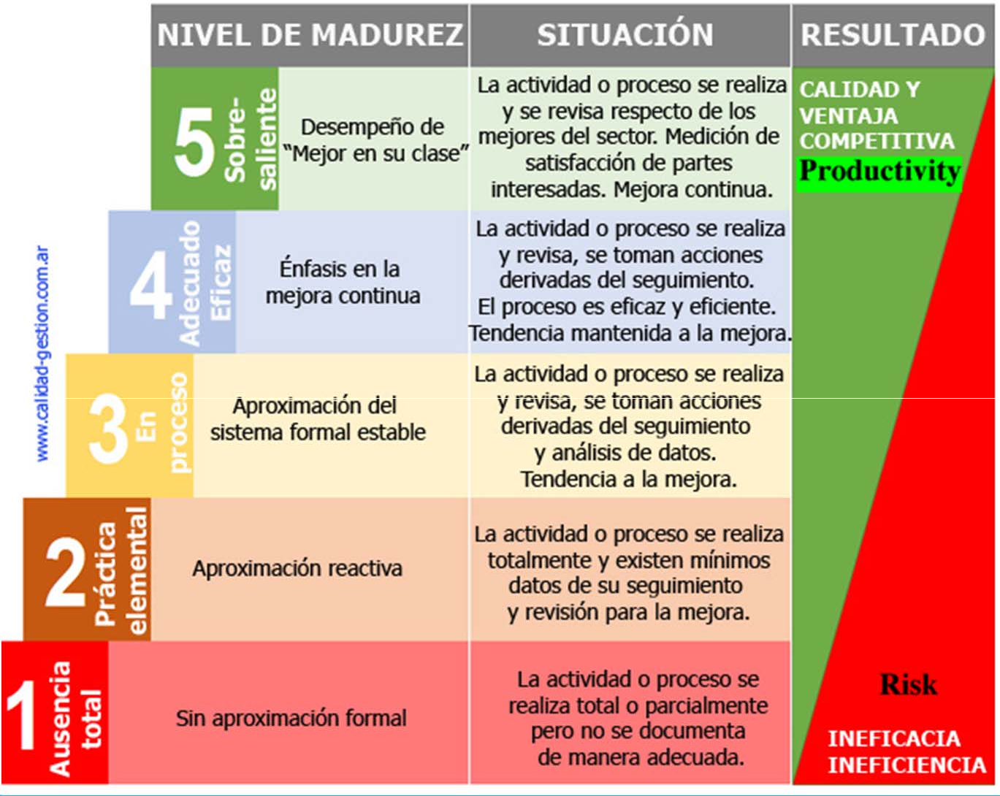 NIVEL DE MADUREZ
SITUACIÓN
RESULTADO
5
Sobre-
saliente
Desempeño de
“Mejor en su clase”
La actividad o proceso se realiza
y se revisa respecto de los
mejores del sector. Medición de
satisfacción de partes
interesadas. Mejora continua.
CALIDAD Y
VENTAJA
COMPETITIVA
Productivity
4
Adecuado
Eficaz
Énfasis en la
mejora continua
La actividad o proceso se realiza
y revisa, se toman acciones
derivadas del seguimiento.
El proceso es eficaz y eficiente.
Tendencia mantenida a la mejora.
www.calidad-gestion.com.ar
3
En
proceso
Aproximación del
sistema formal estable
La actividad o proceso se realiza
y revisa, se toman acciones
derivadas del seguimiento
y análisis de datos.
Tendencia a la mejora.
2
Práctica
elemental
Aproximación reactiva
La actividad o proceso se realiza
totalmente y existen mínimos
datos de su seguimiento
y revisión para la mejora.
1
Ausencia
total
Sin aproximación formal
La actividad o proceso se
realiza total o parcialmente
pero no se documenta
de manera adecuada.
Risk
INEFICACIA
INEFICIENCIA